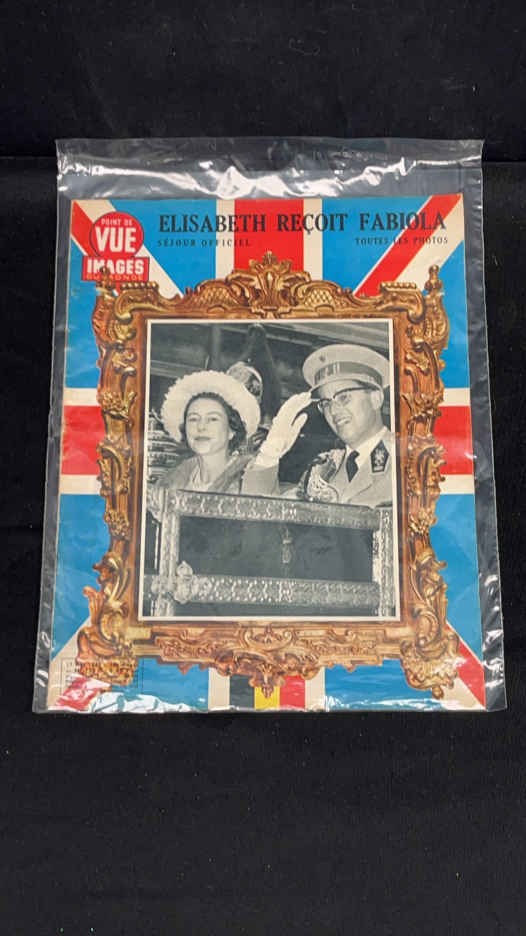 POINT DE
VUE
IMAGES
DU MONDE
ELISABETH REÇOIT FABIOLA
SÉJOUR OFFICIEL
TOUTES LES PHOTOS